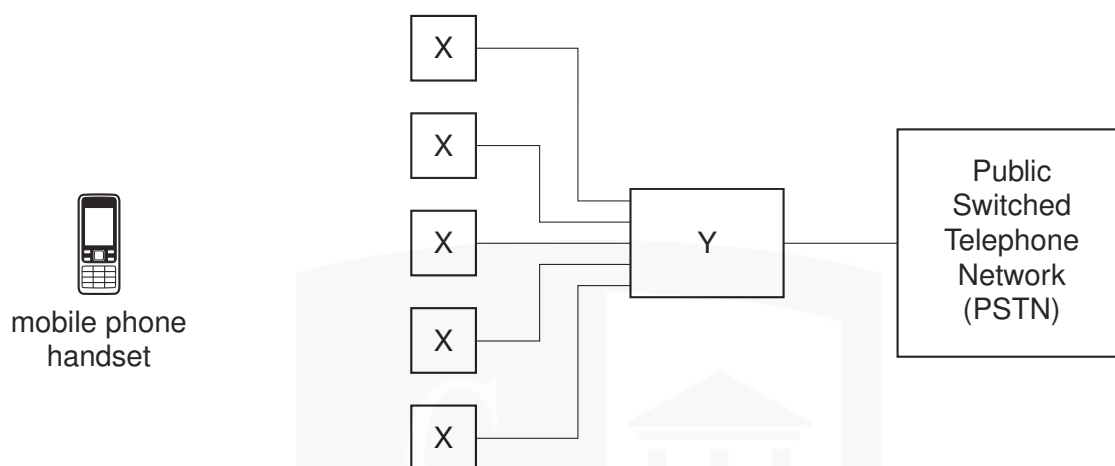 X
X
X
X
X
Y
Public
Switched
Telephone
Network
(PSTN)
mobile phone
handset